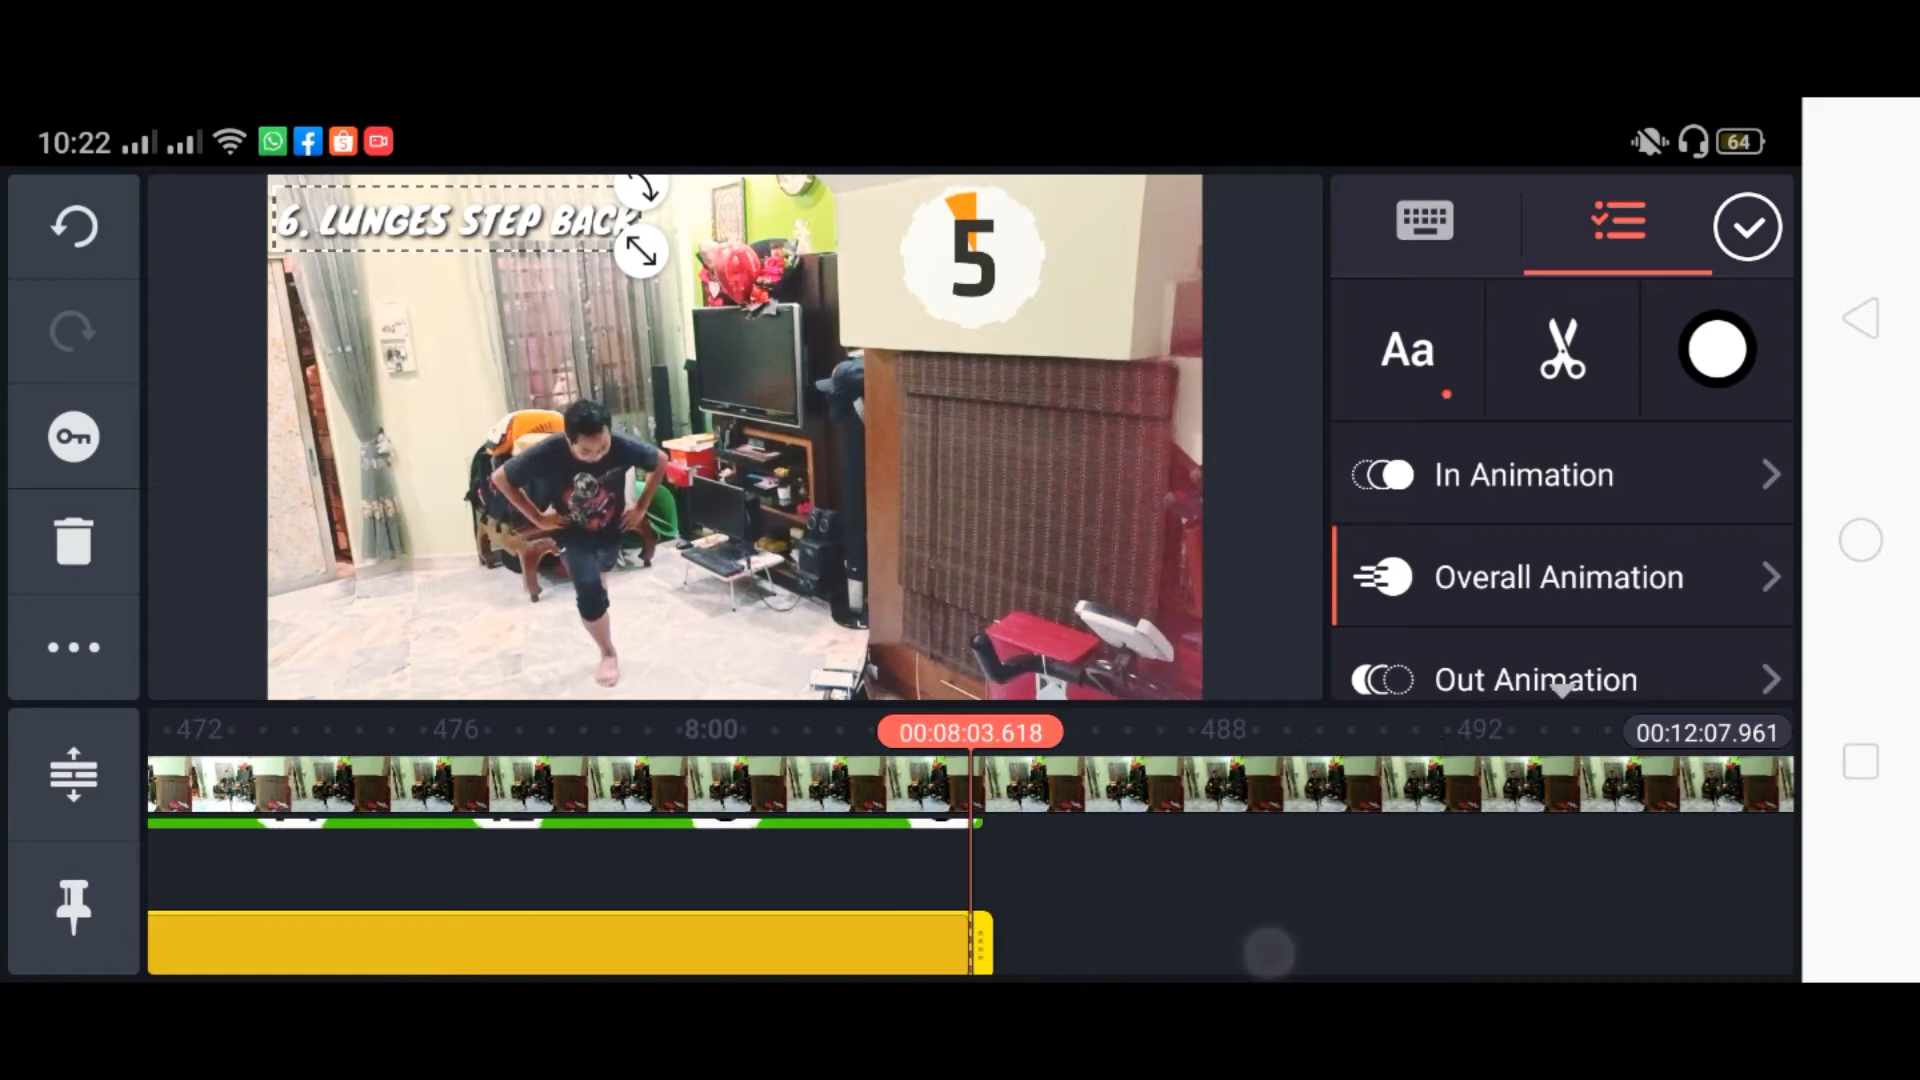 10:22
64
6. LUNGES STEP BACK
5
Aa
In Animation
Overall Animation
Out Animation
472
476
8:00
00:08:03.618
488
492
00:12:07.961